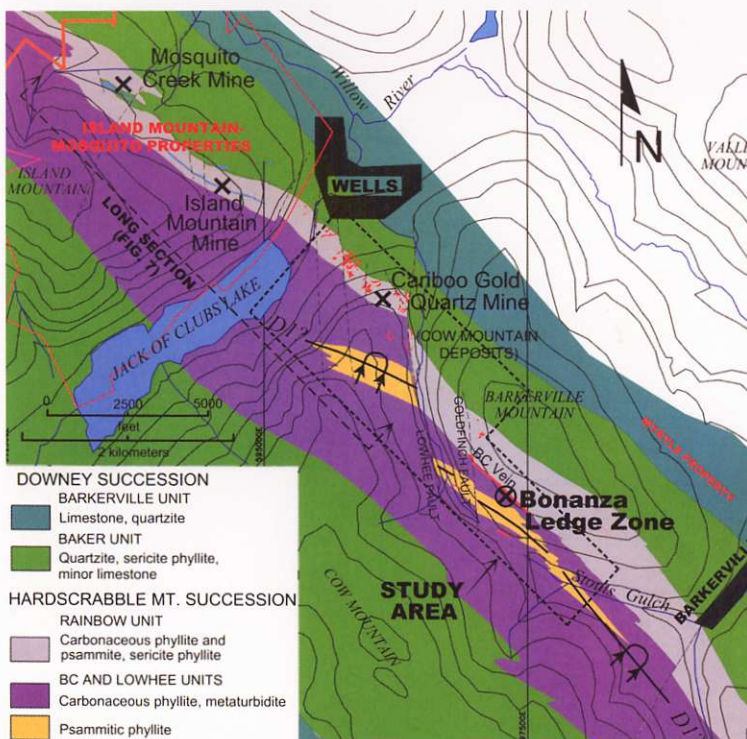 Mosquito
Creek Mine
Willow River
ISLAND MOUNTAIN-
MOSQUITO PROPERTIES
ISLAND
MOUNTAIN
Island
Mountain
Mine
WELLS
N
LONG SECTION
(FIG 7)
JACK OF CLUBS LAKE
Cariboo Gold
Quartz Mine
(COW MOUNTAIN
DEPOSITS)
D1?
BARKERVILLE
MOUNTAIN
GOLDFINCH FAULT
LOWHEE FAULT
BC Vein
Bonanza
Ledge Zone
STUDY
AREA
Gulch
COW MOUNTAIN
D1?
0 2500 5000
feet
2 kilometers
DOWNEY SUCCESSION
BARKERVILLE UNIT
Limestone, quartzite
BAKER UNIT
Quartzite, sericite phyllite,
minor limestone
HARDSCRABBLE MT. SUCCESSION
RAINBOW UNIT
Carbonaceous phyllite and
psammite, sericite phyllite
BC AND LOWHEE UNITS
Carbonaceous phyllite, metaturbidite
Psammitic phyllite